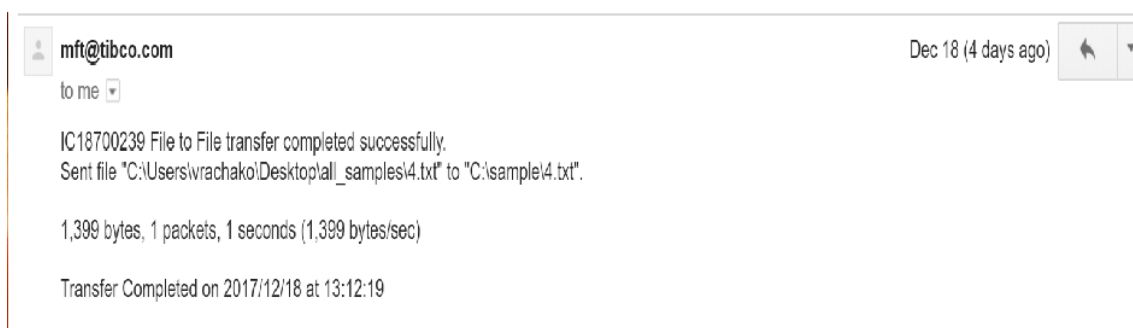 mft@tibco.com
Dec 18 (4 days ago)
to me
IC18700239 File to File transfer completed successfully.
Sent file "C:\Users\vrachako\Desktop\all_samples\4.txt" to "C:\sample\4.txt".
1,399 bytes, 1 packets, 1 seconds (1,399 bytes/sec)
Transfer Completed on 2017/12/18 at 13:12:19